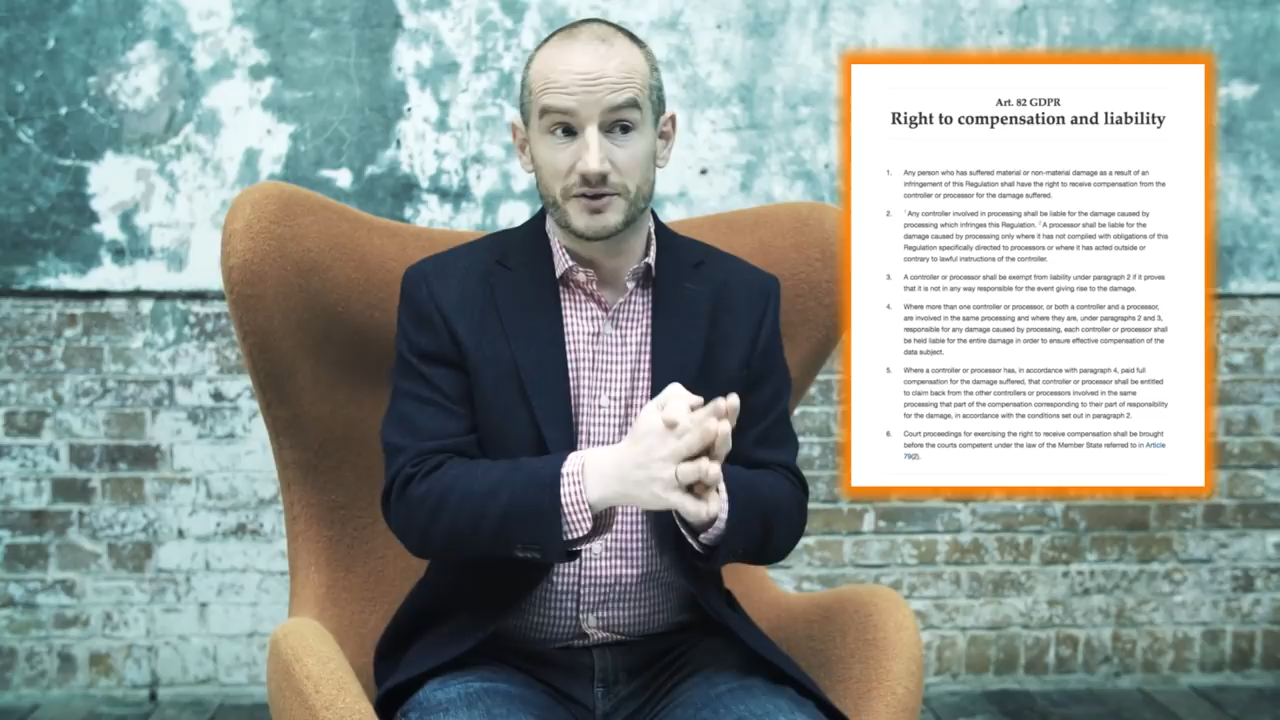 Art. 82 GDPR
Right to compensation and liability
1. Any person who has suffered material or non-material damage as a result of an
infringement of this Regulation shall have the right to receive compensation from the
controller or processor for the damage suffered.
2. 1 Any controller involved in processing shall be liable for the damage caused by
processing which infringes this Regulation. 2 A processor shall be liable for the
damage caused by processing only where it has not complied with obligations of this
Regulation specifically directed to processors or where it has acted outside or
contrary to lawful instructions of the controller.
3. A controller or processor shall be exempt from liability under paragraph 2 if it proves
that it is not in any way responsible for the event giving rise to the damage.
4. Where more than one controller or processor, or both a controller and a processor,
are involved in the same processing and where they are, under paragraphs 2 and 3,
responsible for any damage caused by processing, each controller or processor shall
be held liable for the entire damage in order to ensure effective compensation of the
data subject.
5. Where a controller or processor has, in accordance with paragraph 4, paid full
compensation for the damage suffered, that controller or processor shall be entitled
to claim back from the other controllers or processors involved in the same
processing that part of the compensation corresponding to their part of responsibility
for the damage, in accordance with the conditions set out in paragraph 2.
6. Court proceedings for exercising the right to receive compensation shall be brought
before the courts competent under the law of the Member State referred to in Article
79(2).